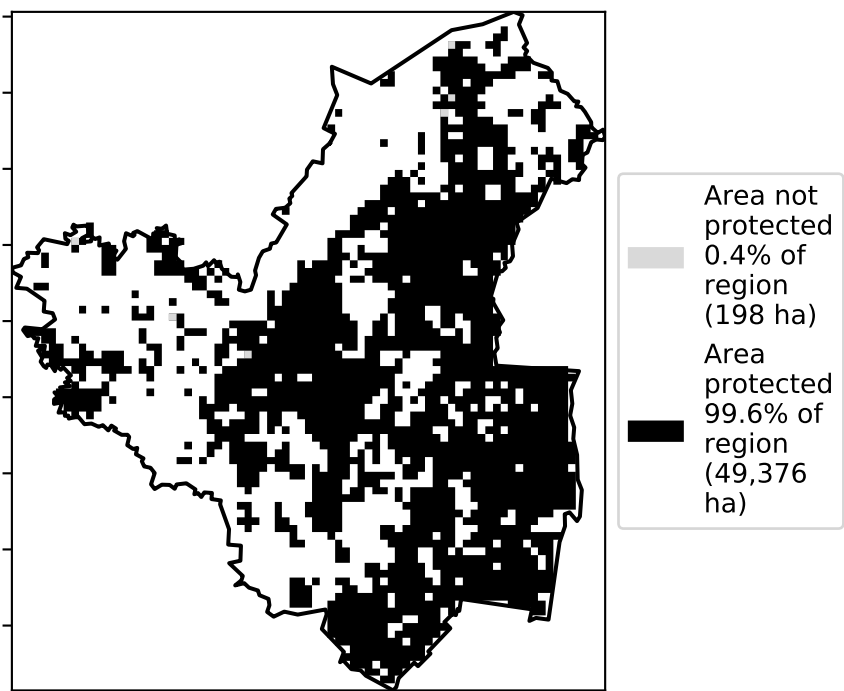 Area not
protected
0.4% of
region
(198 ha)
Area
protected
99.6% of
region
(49,376
ha)